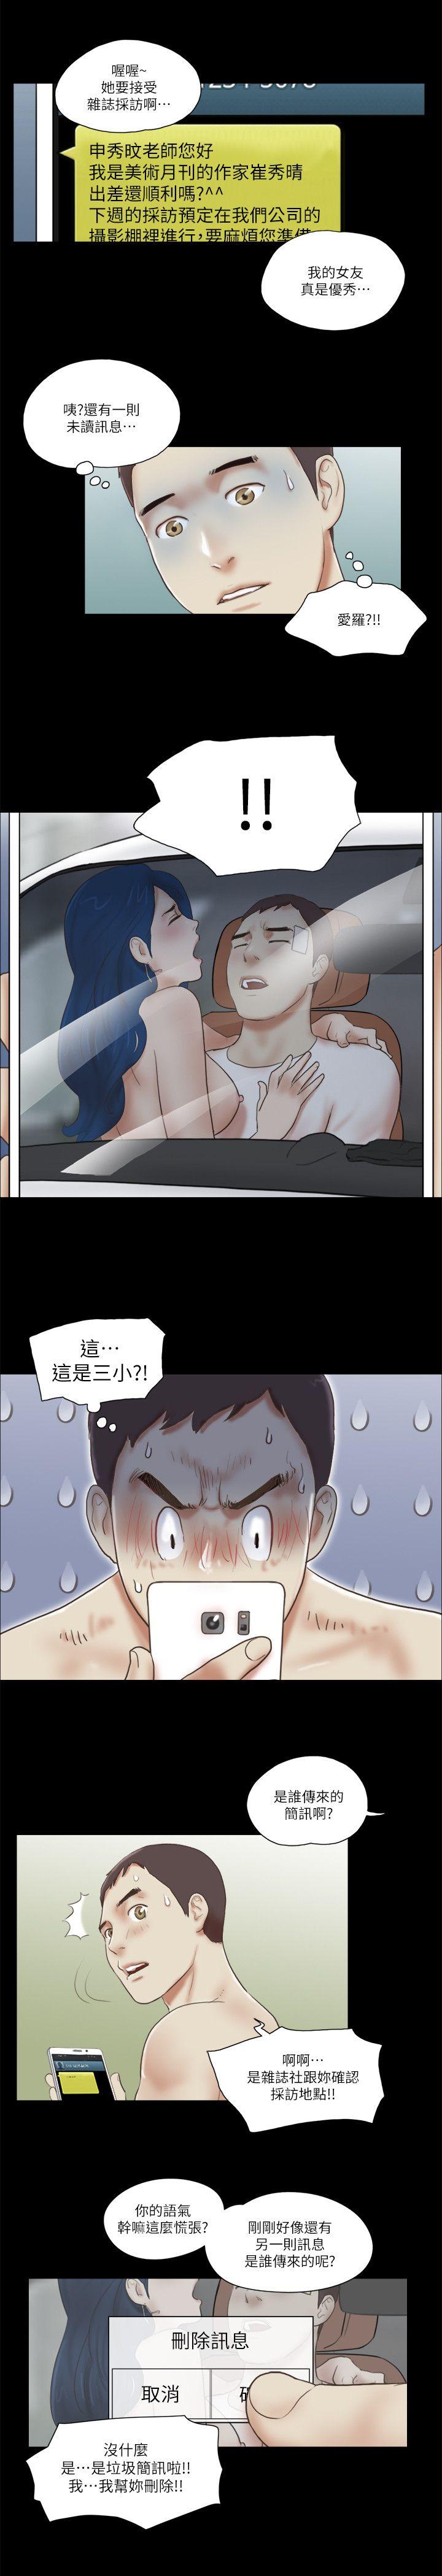 喔喔~
她要接受
雜誌採訪啊…
申秀旼老師您好
我是美術月刊的作家崔秀晴
出差還順利嗎?^^
下週的採訪預定在我們公司的
攝影棚裡進行,要麻煩您準備
我的女友
真是優秀…
咦?還有一則
未讀訊息…
愛羅?!!
!!
這…
這是三小?!
是誰傳來的
簡訊啊?
啊啊…
是雜誌社跟妳確認
採訪地點!!
你的語氣
幹嘛這麼慌張?
剛剛好像還有
另一則訊息
是誰傳來的呢?
刪除訊息
取消
沒什麼
是…是垃圾簡訊啦!!
我…我幫妳刪除!!